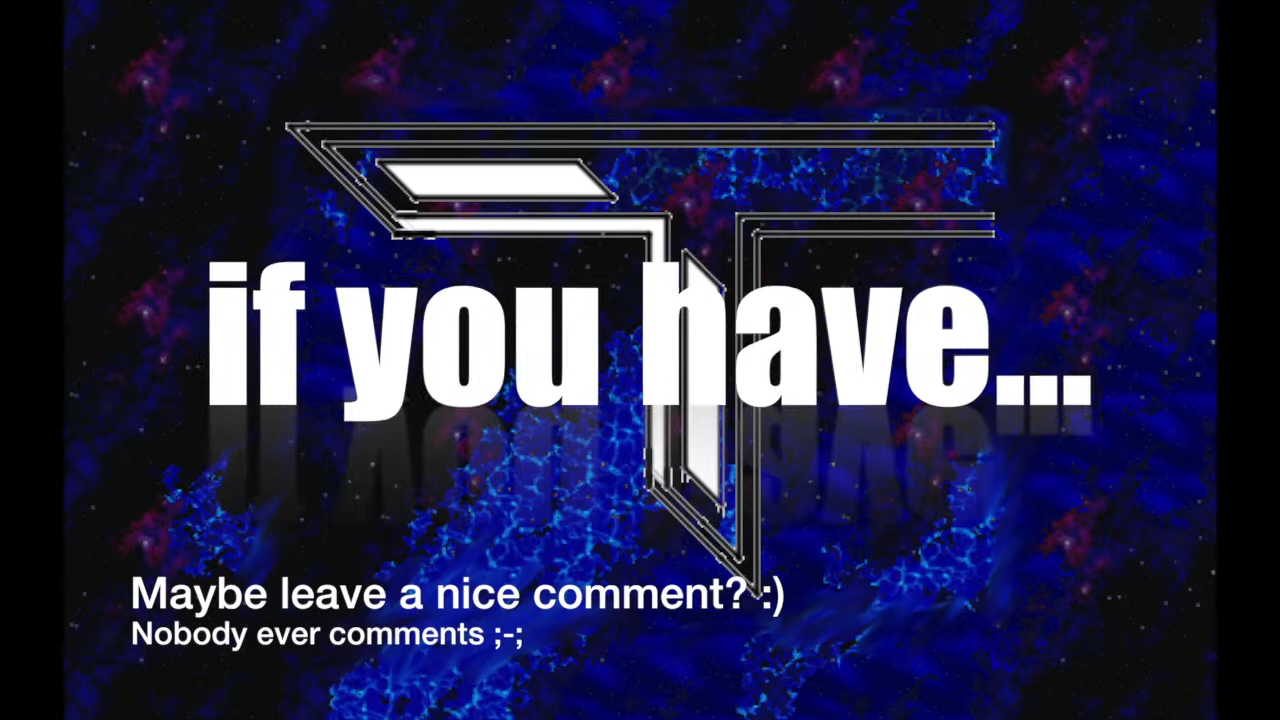 if you have...
Maybe leave a nice comment? :)
Nobody ever comments ;-;